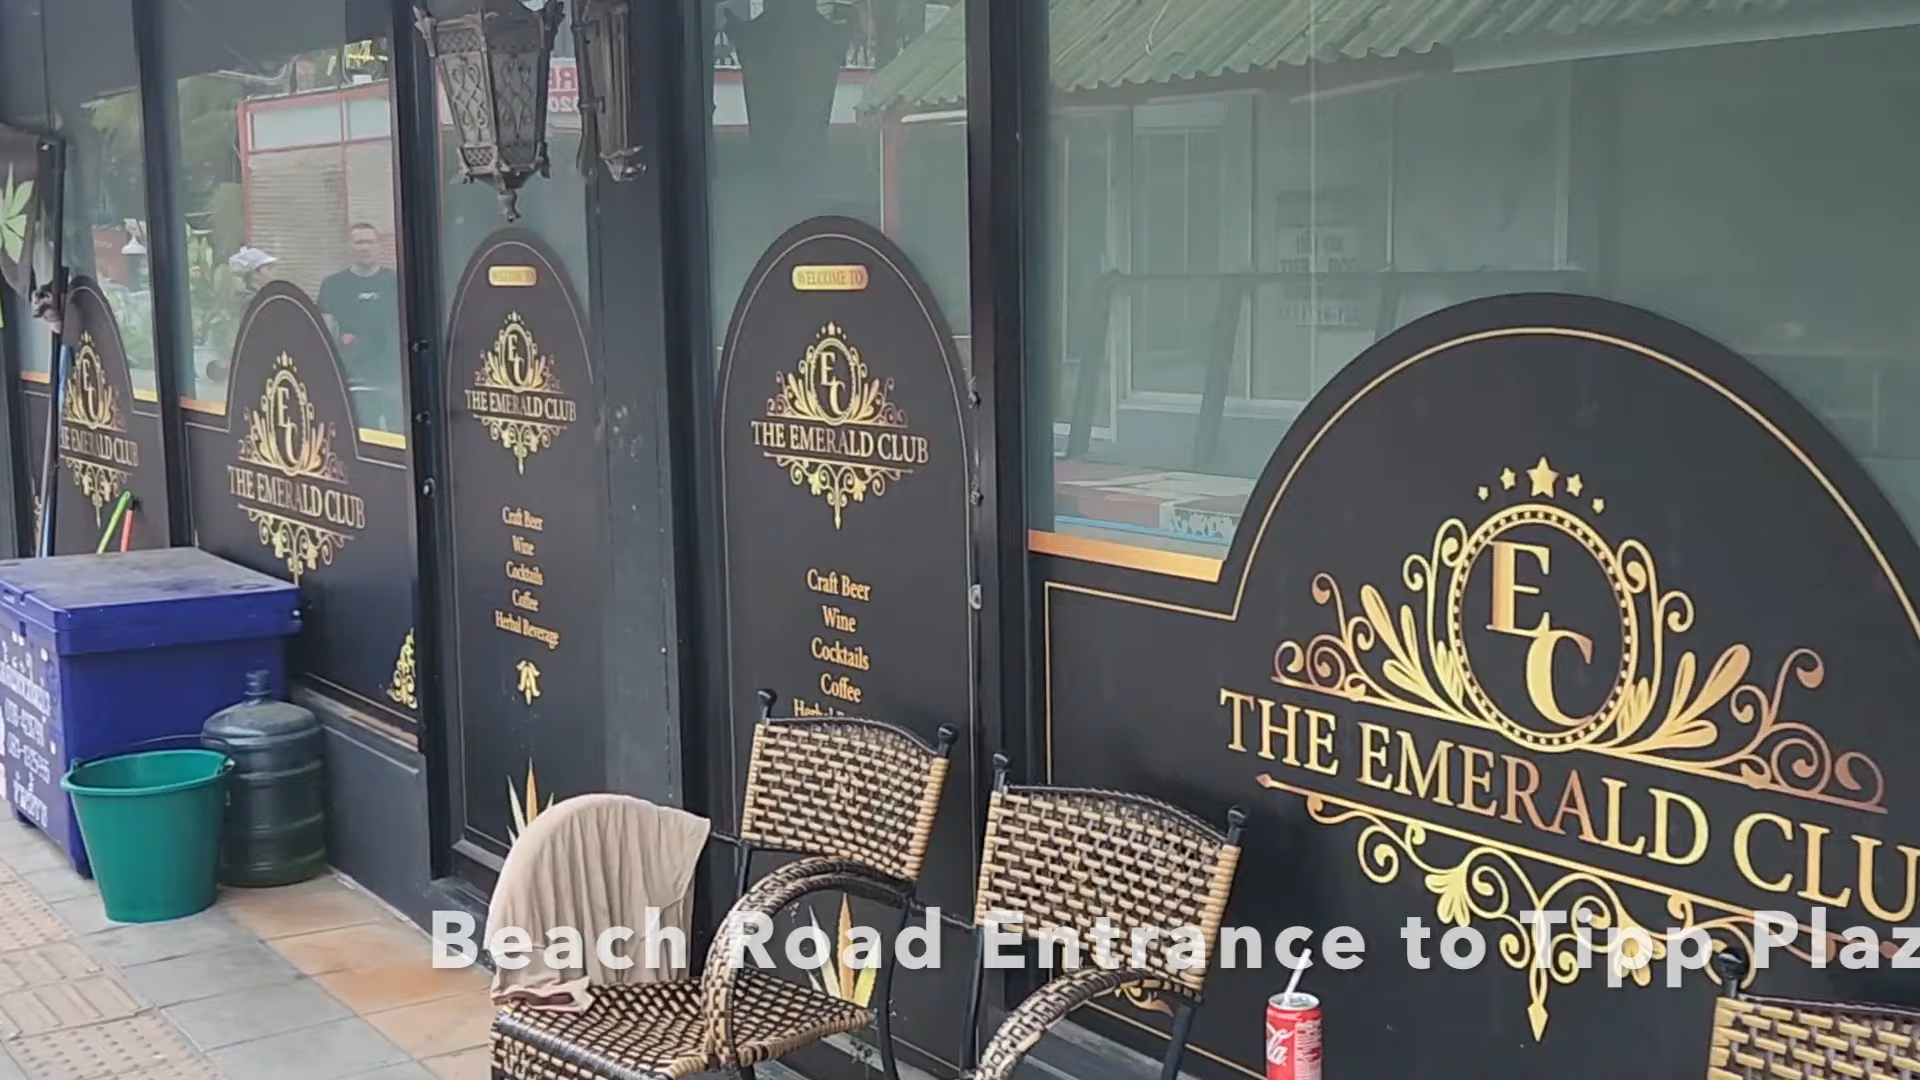 THE EMERALD CLUB
EC
THE EMERALD CLUB
WELCOME TO
EC
THE EMERALD CLUB
Craft Beer
Wine
Cocktails
Coffee
Herbal Beverage
WELCOME TO
EC
THE EMERALD CLUB
Craft Beer
Wine
Cocktails
Coffee
EC
THE EMERALD CLU
Beach Road Entrance to Tipp Plaz